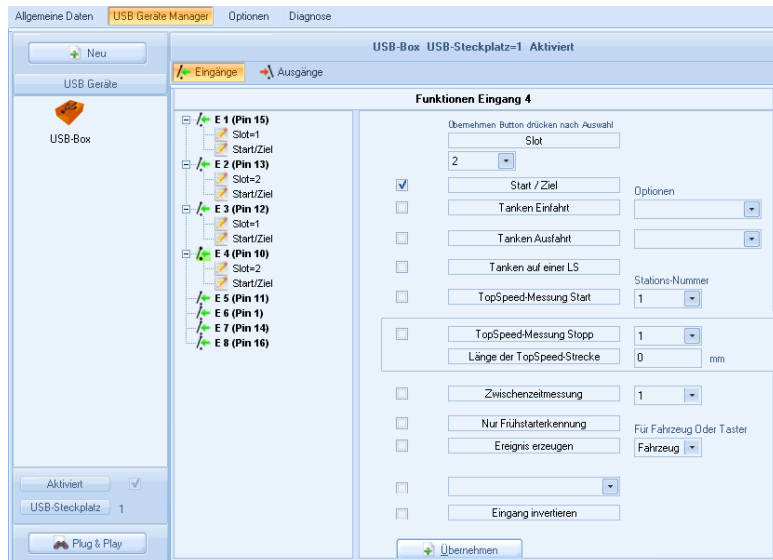 Allgemeine Daten USB Geräte Manager Optionen Diagnose
Neu
USB Geräte
USB-Box
Aktiviert
USB-Steckplatz 1
Plug & Play
USB-Box USB-Steckplatz=1 Aktiviert
Eingänge Ausgänge
Funktionen Eingang 4
E 1 (Pin 15)
Slot=1
Start/Ziel
E 2 (Pin 13)
Slot=2
Start/Ziel
E 3 (Pin 12)
Slot=1
Start/Ziel
E 4 (Pin 10)
Slot=2
Start/Ziel
E 5 (Pin 11)
E 6 (Pin 1)
E 7 (Pin 14)
E 8 (Pin 16)
Übernehmen Button drücken nach Auswahl
Slot
2
Start / Ziel
Optionen
Tanken Einfahrt
Tanken Ausfahrt
Tanken auf einer LS
Stations-Nummer
TopSpeed-Messung Start 1
TopSpeed-Messung Stopp 1
Länge der TopSpeed-Strecke 0 mm
Zwischenzeitmessung 1
Nur Frühstarterkennung
Für Fahrzeug Oder Taster
Ereignis erzeugen Fahrzeug
Eingang invertieren
Übernehmen